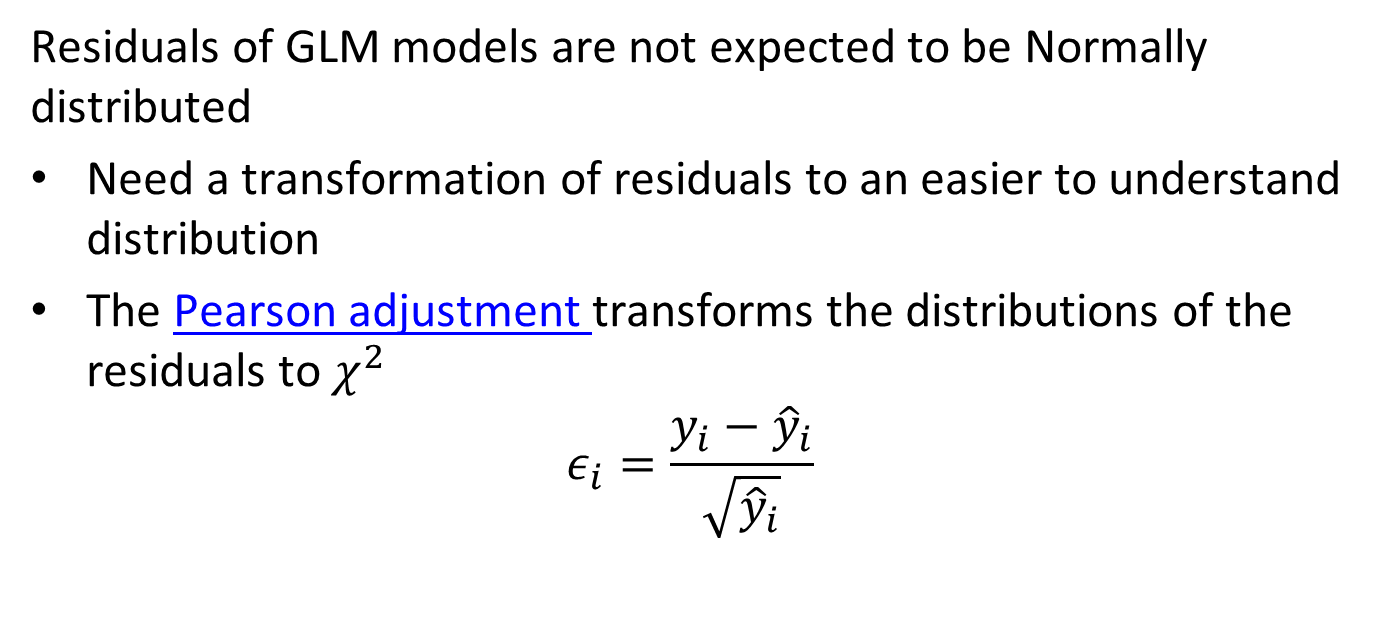 Residuals of GLM models are not expected to be Normally
distributed
• Need a transformation of residuals to an easier to understand
distribution
• The Pearson adjustment transforms the distributions of the
residuals to χ²
ϵᵢ = (yᵢ − ŷᵢ) / √ŷᵢ